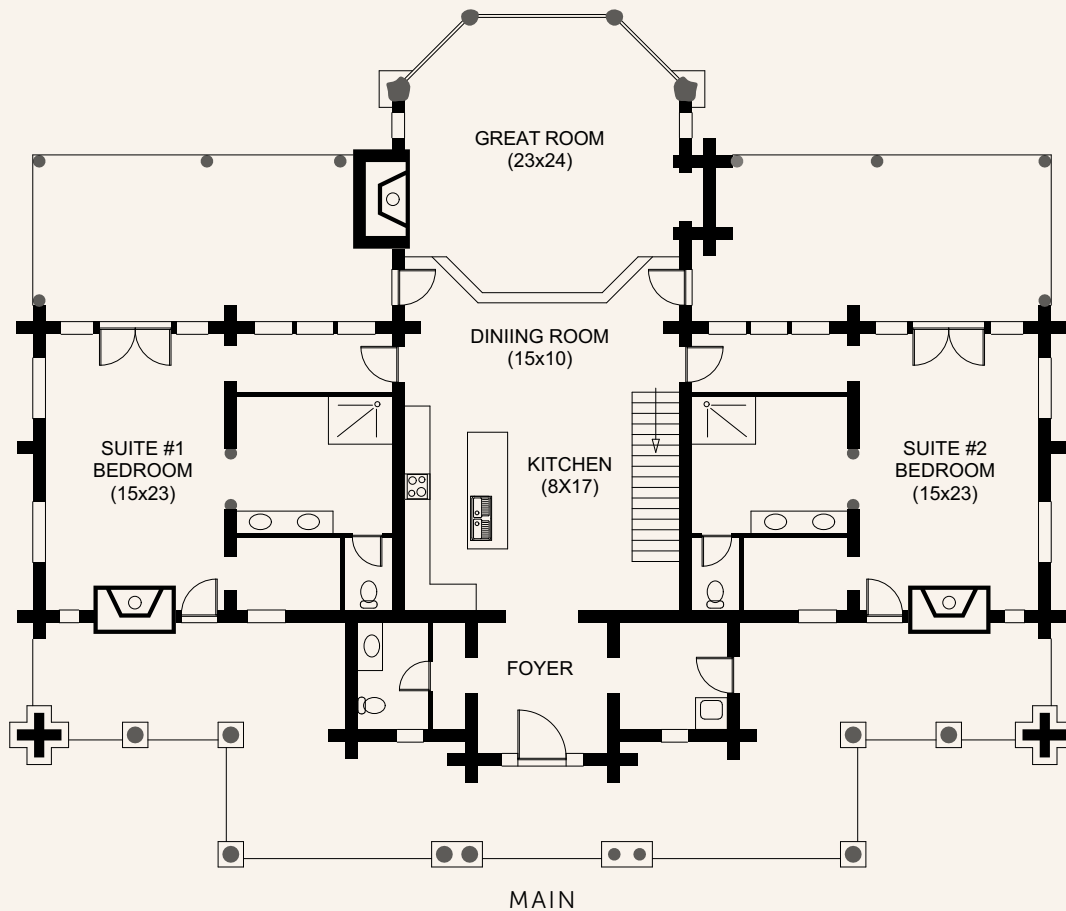 GREAT ROOM
(23x24)
DINIING ROOM
(15x10)
SUITE #1
BEDROOM
(15x23)
KITCHEN
(8X17)
SUITE #2
BEDROOM
(15x23)
FOYER
MAIN